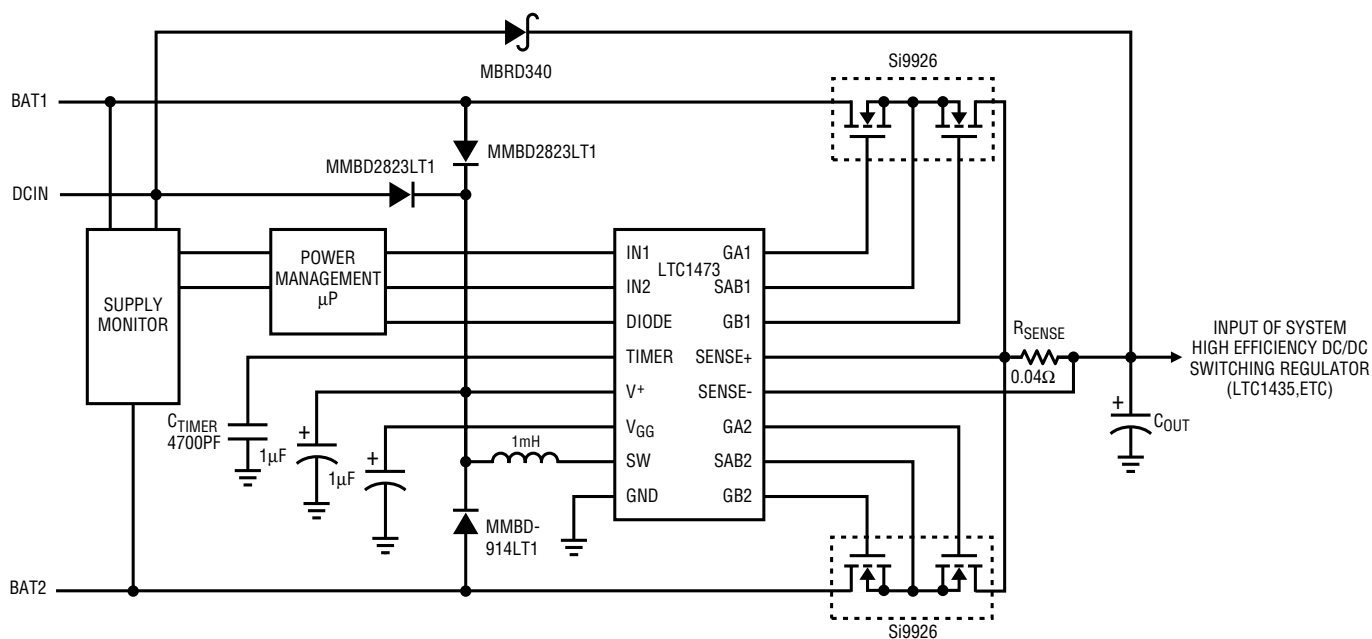 Si9926
MBRD340
BAT1
MMBD2823LT1
MMBD2823LT1
DCIN
SUPPLY
MONITOR
POWER
MANAGEMENT
µP
LTC1473
IN1
IN2
DIODE
TIMER
V+
VGG
SW
GND
GA1
SAB1
GB1
SENSE+
SENSE-
GA2
SAB2
GB2
RSENSE
0.04Ω
INPUT OF SYSTEM
HIGH EFFICIENCY DC/DC
SWITCHING REGULATOR
(LTC1435,ETC)
+
COUT
CTIMER
4700PF
+
1µF
+
1µF
1mH
MMBD-
914LT1
BAT2
Si9926